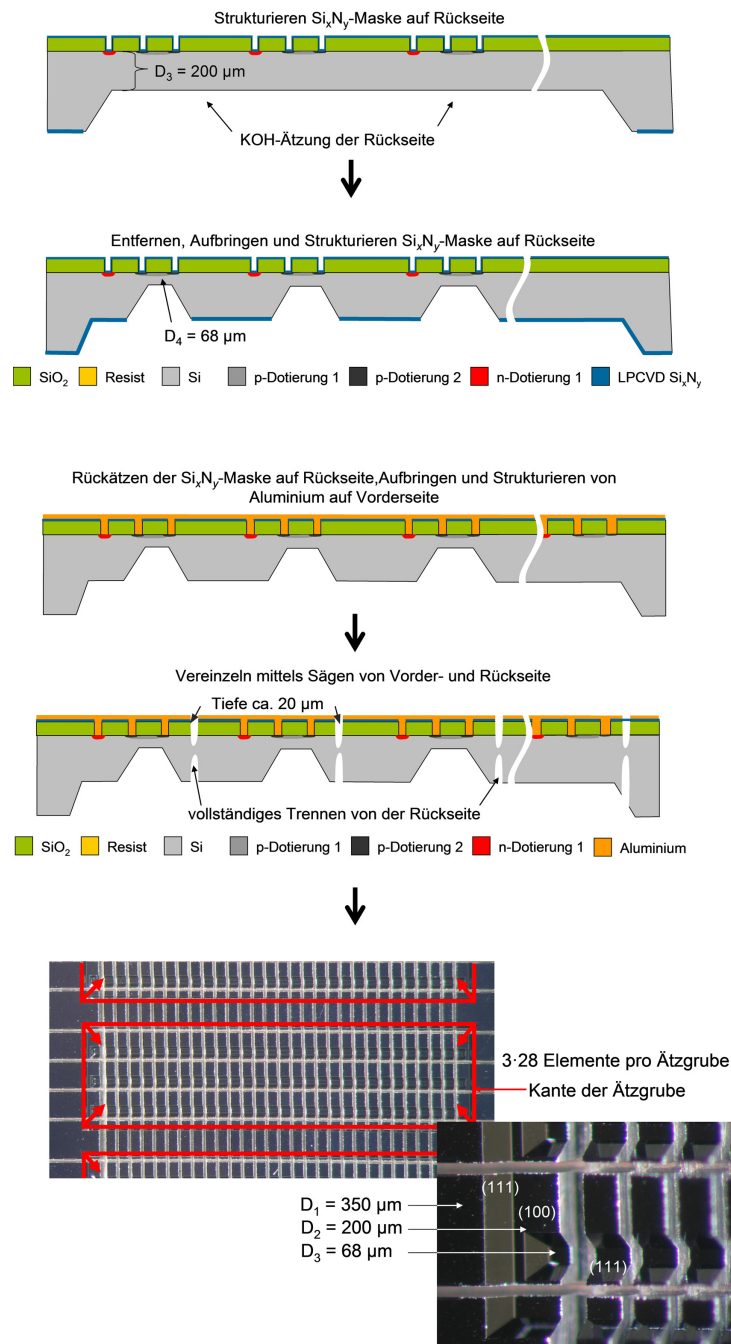 Strukturieren SiₓNᵧ-Maske auf Rückseite
D₃ = 200 µm
KOH-Ätzung der Rückseite
Entfernen, Aufbringen und Strukturieren SiₓNᵧ-Maske auf Rückseite
D₄ = 68 µm
SiO₂ Resist Si p-Dotierung 1 p-Dotierung 2 n-Dotierung 1 LPCVD SiₓNᵧ
Rückätzen der SiₓNᵧ-Maske auf Rückseite,Aufbringen und Strukturieren von
Aluminium auf Vorderseite
Vereinzeln mittels Sägen von Vorder- und Rückseite
Tiefe ca. 20 µm
vollständiges Trennen von der Rückseite
SiO₂ Resist Si p-Dotierung 1 p-Dotierung 2 n-Dotierung 1 Aluminium
3·28 Elemente pro Ätzgrube
Kante der Ätzgrube
(111)
D₁ = 350 µm
(100)
D₂ = 200 µm
D₃ = 68 µm
(111)